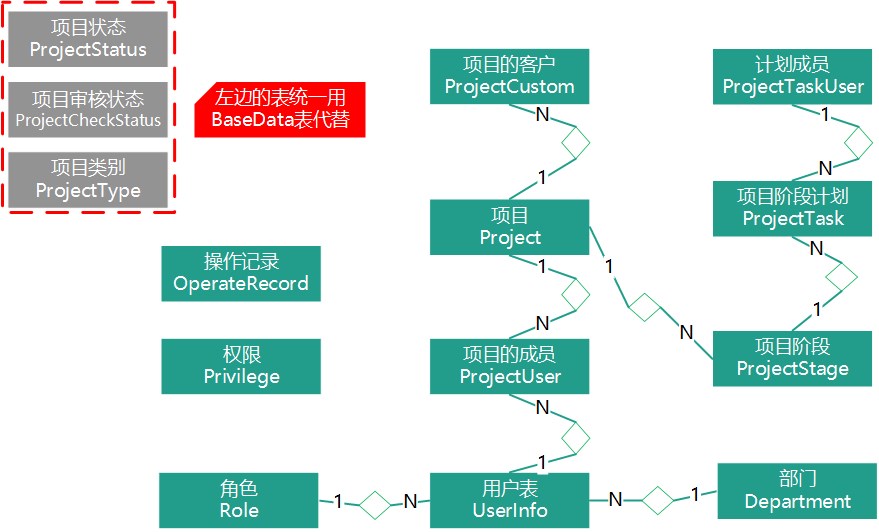 项目状态
ProjectStatus
项目审核状态
ProjectCheckStatus
项目类别
ProjectType
左边的表统一用
BaseData表代替
项目的客户
ProjectCustom
计划成员
ProjectTaskUser
N
1
1
N
项目
Project
项目阶段计划
ProjectTask
操作记录
OperateRecord
1
N
1
N
N
1
权限
Privilege
项目的成员
ProjectUser
项目阶段
ProjectStage
N
1
角色
Role
1
N
用户表
UserInfo
N
1
部门
Department